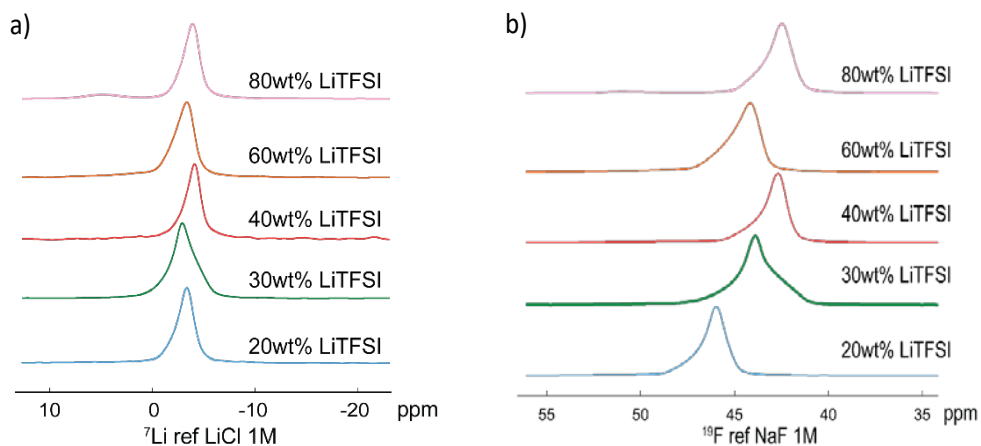 a)
80wt% LiTFSI
60wt% LiTFSI
40wt% LiTFSI
30wt% LiTFSI
20wt% LiTFSI
10 0 -10 -20 ppm
⁷Li ref LiCl 1M
b)
80wt% LiTFSI
60wt% LiTFSI
40wt% LiTFSI
30wt% LiTFSI
20wt% LiTFSI
55 50 45 40 35 ppm
¹⁹F ref NaF 1M